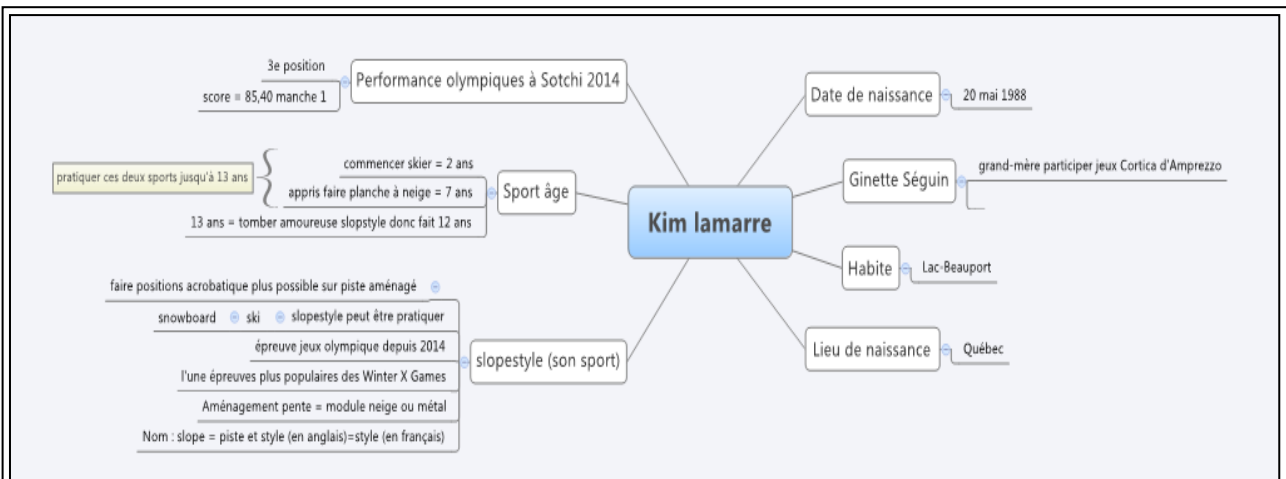 3e position
score = 85,40 manche 1
Performance olympiques à Sotchi 2014
pratiquer ces deux sports jusqu'à 13 ans
commencer skier = 2 ans
appris faire planche à neige = 7 ans
13 ans = tomber amoureuse slopstyle donc fait 12 ans
Sport âge
faire positions acrobatique plus possible sur piste aménagé
snowboard ski slopestyle peut être pratiquer
épreuve jeux olympique depuis 2014
l'une épreuves plus populaires des Winter X Games
Aménagement pente = module neige ou métal
Nom : slope = piste et style (en anglais)=style (en français)
slopestyle (son sport)
Kim lamarre
Date de naissance
20 mai 1988
Ginette Séguin
grand-mère participer jeux Cortica d'Amprezzo
Habite
Lac-Beauport
Lieu de naissance
Québec